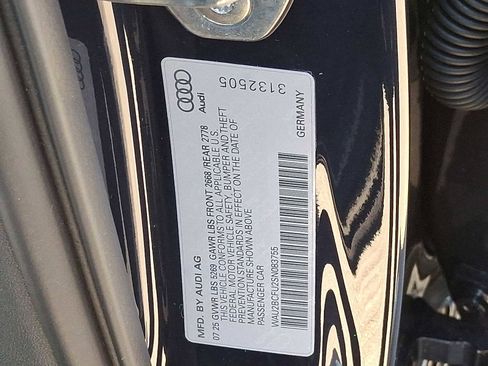 3132505
Audi
MFD. BY AUDI AG
GERMANY
07 25 GVWR LBS 5269 GAWR LBS FRONT 2668 /REAR 2778
THIS VEHICLE CONFORMS TO ALL APPLICABLE U.S.
FEDERAL MOTOR VEHICLE SAFETY, BUMPER AND THEFT
PREVENTION STANDARDS IN EFFECT ON THE DATE OF
MANUFACTURE SHOWN ABOVE
PASSENGER CAR
WAU2BCFU2SN083755